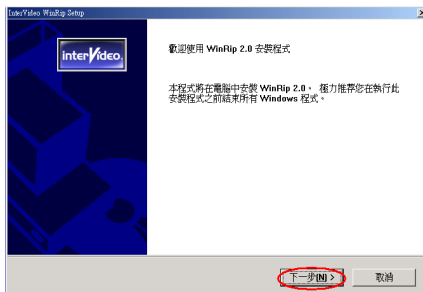 InterVideo WinRip Setup
interVideo.
歡迎使用 WinRip 2.0 安裝程式
本程式將在電腦中安裝 WinRip 2.0。 極力推荐您在執行此
安裝程式之前結束所有 Windows 程式。
下一步(N) >
取消